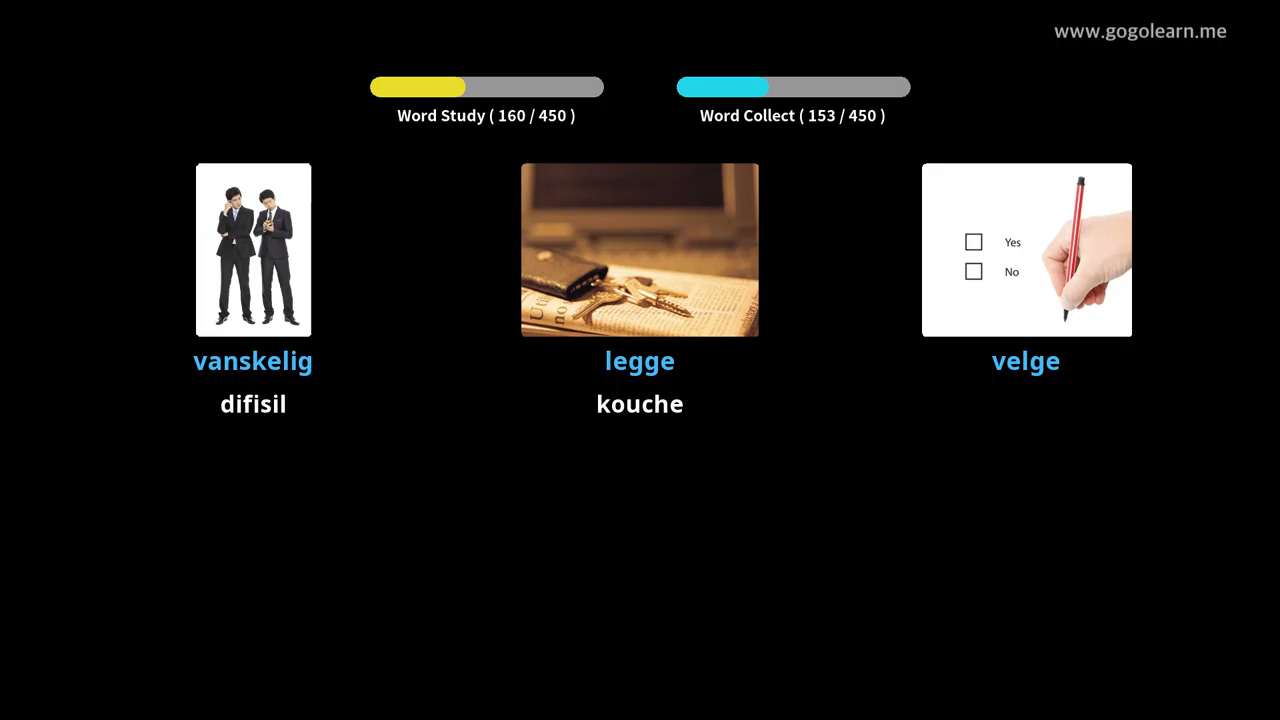 www.gogolearn.me
Word Study ( 160 / 450 )
Word Collect ( 153 / 450 )
Yes
No
vanskelig
legge
velge
difisil
kouche